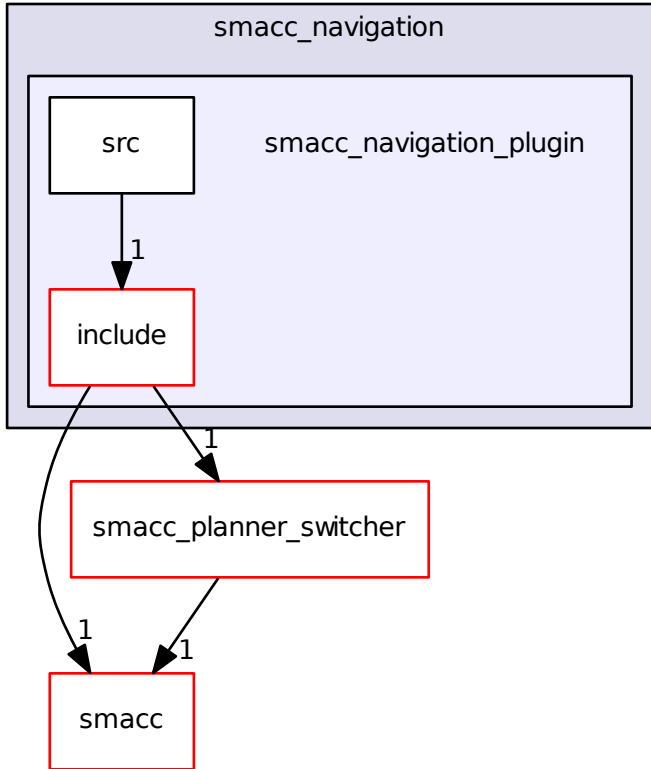 smacc_navigation
src
smacc_navigation_plugin
1
include
1
smacc_planner_switcher
1
1
smacc